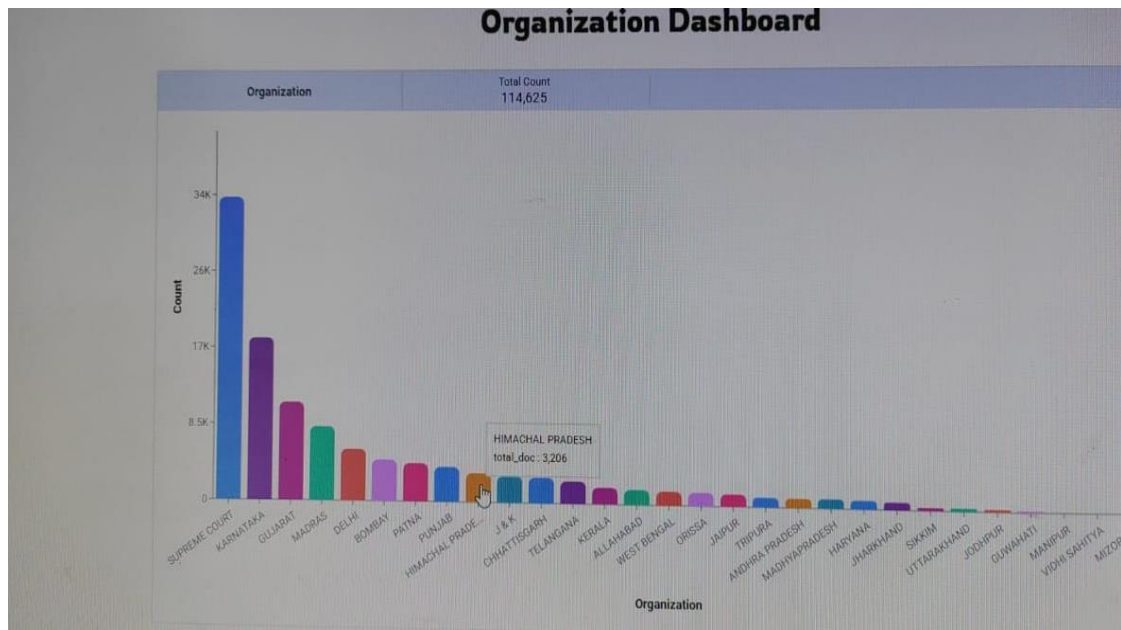 Organization Dashboard
Organization
Total Count
114,625
34K
26K
17K
8.5K
0
Count
HIMACHAL PRADESH
total_doc : 3,206
SUPREME COURT
KARNATAKA
GUJARAT
MADRAS
DELHI
BOMBAY
PATNA
PUNJAB
HIMACHAL PRADE...
J & K
CHHATTISGARH
TELANGANA
KERALA
ALLAHABAD
WEST BENGAL
ORISSA
JAIPUR
TRIPURA
ANDHRA PRADESH
MADHYAPRADESH
HARYANA
JHARKHAND
SIKKIM
UTTARAKHAND
JODHPUR
GUWAHATI
MANIPUR
VIDHI SAHITYA
MIZOR
Organization